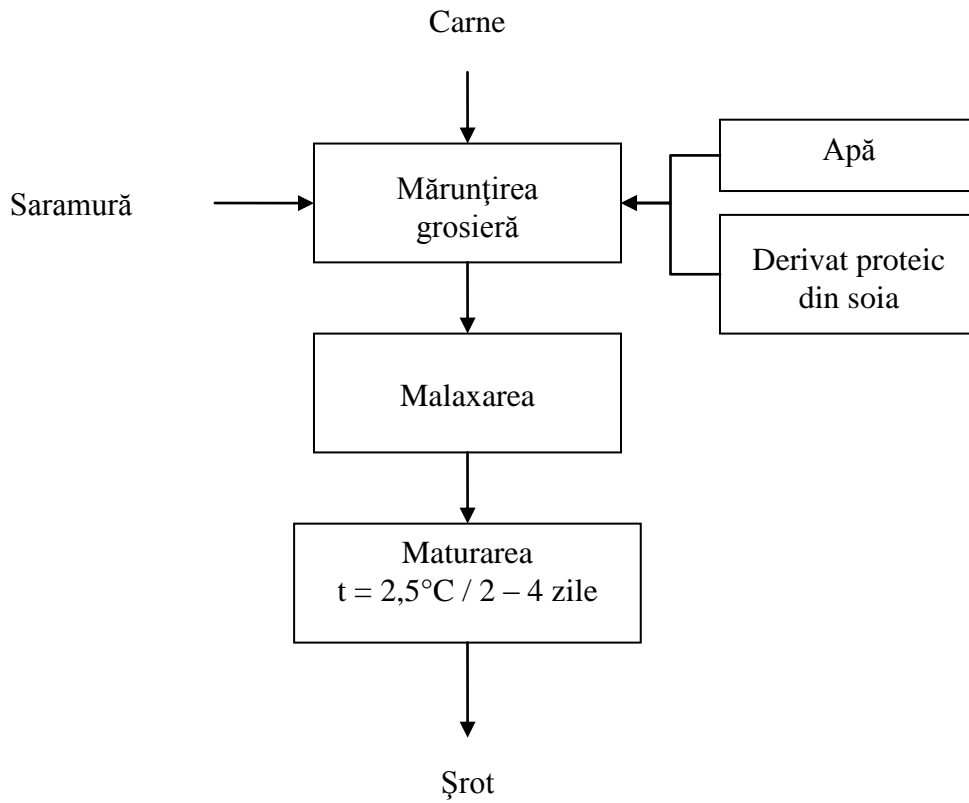 Carne
Apă
Saramură
Mărunţirea
grosieră
Derivat proteic
din soia
Malaxarea
Maturarea
t = 2,5°C / 2 – 4 zile
Şrot